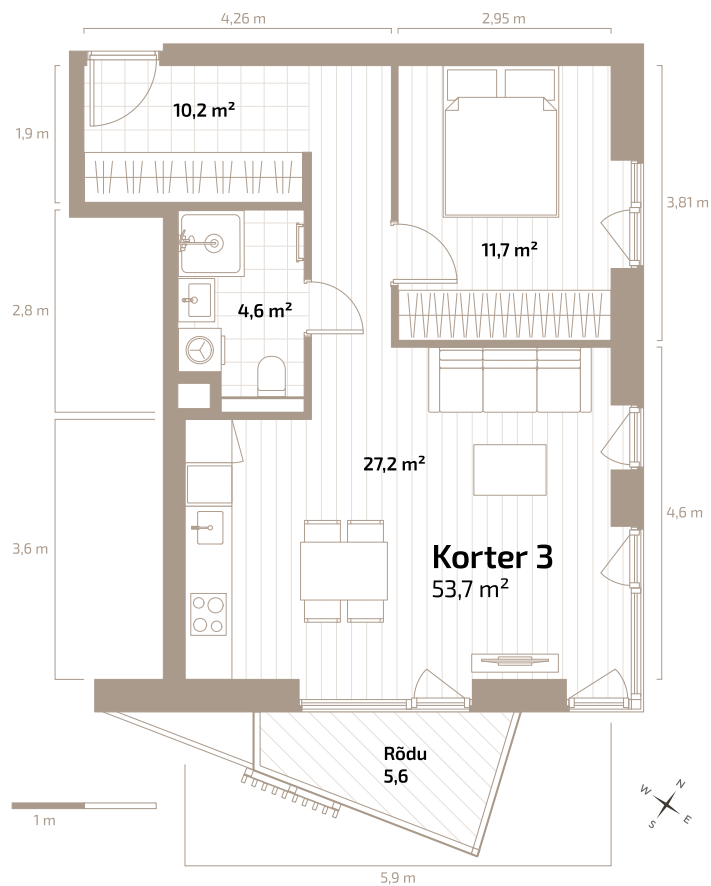 4,26 m
2,95 m
10,2 m²
1,9 m
3,81 m
11,7 m²
2,8 m
4,6 m²
27,2 m²
4,6 m
3,6 m
Korter 3
53,7 m²
Rõdu
5,6
1 m
N
W
E
S
5,9 m